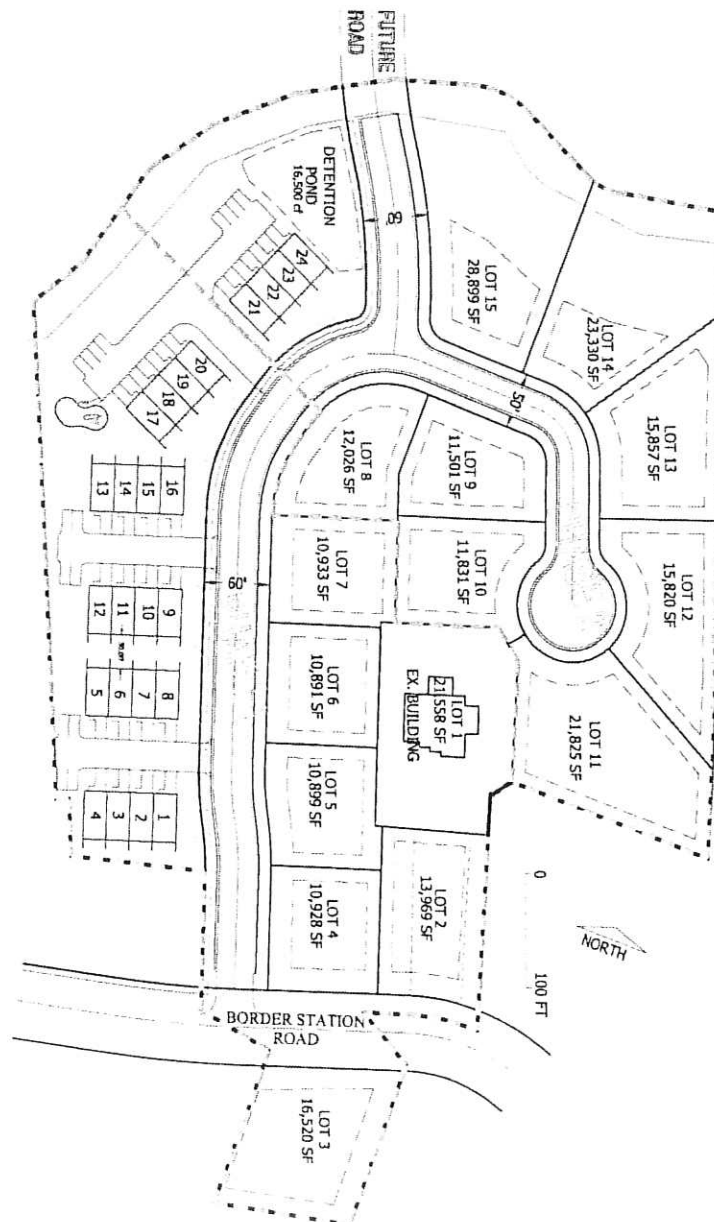 FUTURE
ROAD
DETENTION
POND
16,500 cf
60'
LOT 15
28,899 SF
LOT 14
23,330 SF
LOT 13
15,857 SF
50'
24
23
22
21
20
19
18
17
LOT 8
12,026 SF
LOT 9
11,501 SF
16
15
14
13
LOT 7
10,933 SF
LOT 10
11,831 SF
LOT 12
15,820 SF
60'
9
10
11
12
8
7
6
5
LOT 6
10,891 SF
LOT 1
21,558 SF
EX. BUILDING
LOT 11
21,825 SF
1
2
3
4
LOT 5
10,899 SF
LOT 4
10,928 SF
LOT 2
13,969 SF
0
100 FT
NORTH
BORDER STATION
ROAD
LOT 3
16,520 SF